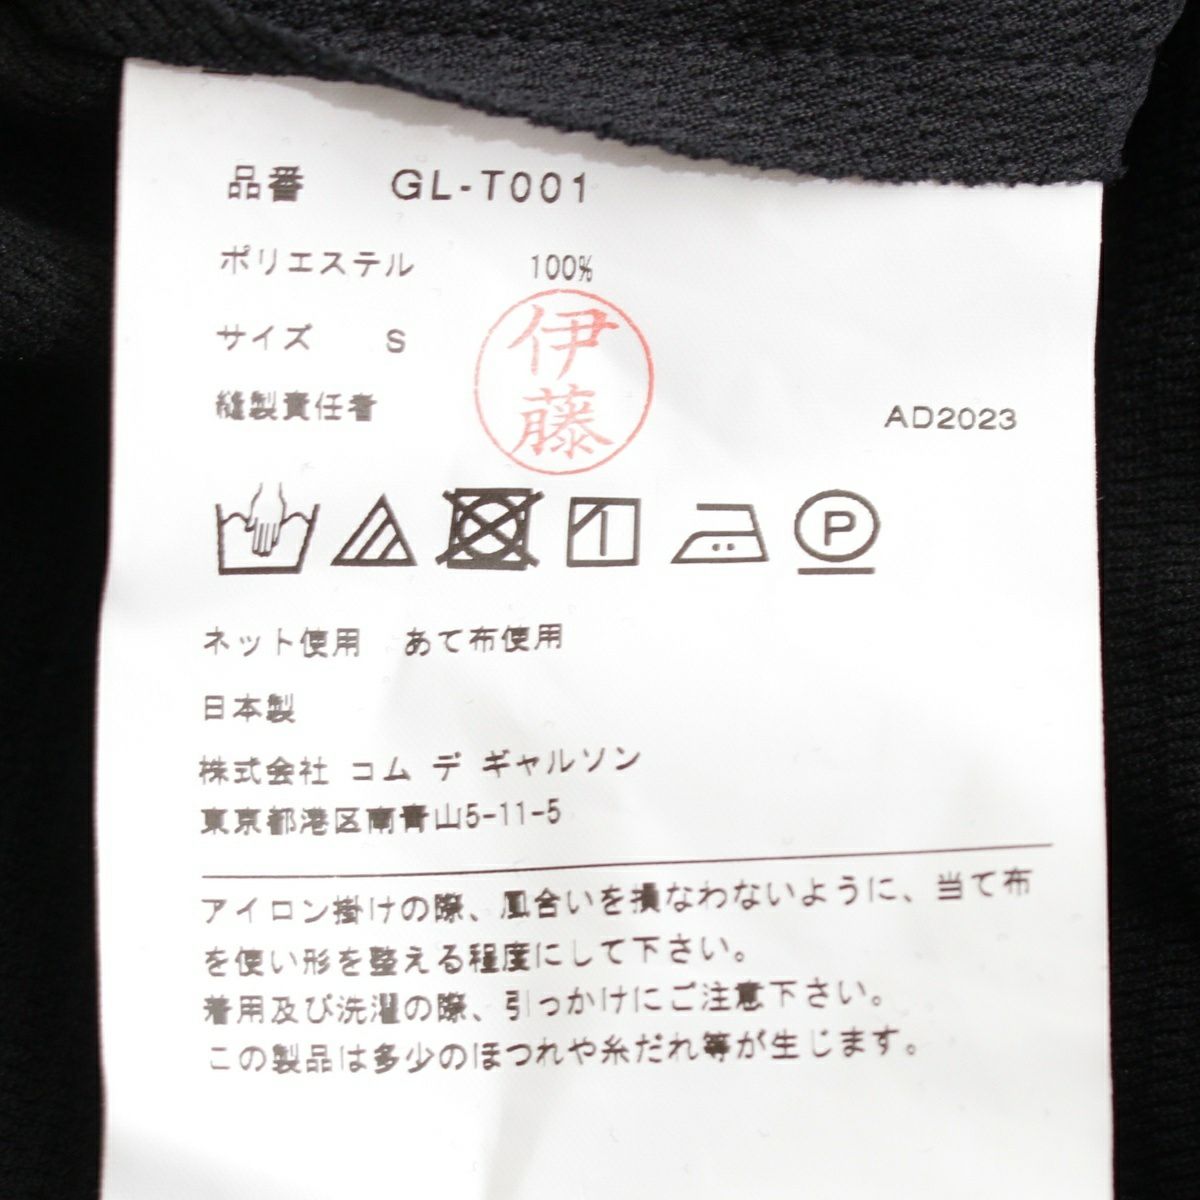 品番 GL-T001
ポリエステル 100%
サイズ S
縫製責任者 伊藤
AD2023
P
ネット使用 あて布使用
日本製
株式会社 コム デ ギャルソン
東京都港区南青山5-11-5
アイロン掛けの際、風合いを損なわないように、当て布
を使い形を整える程度にして下さい。
着用及び洗濯の際、引っかけにご注意下さい。
この製品は多少のほつれや糸だれ等が生じます。